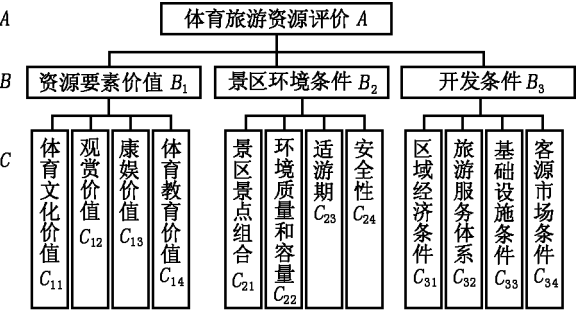 A
体育旅游资源评价 A
B
资源要素价值 B₁
景区环境条件 B₂
开发条件 B₃
C
体育文化价值 C₁₁
观赏价值 C₁₂
康娱价值 C₁₃
体育教育价值 C₁₄
景区景点组合 C₂₁
环境质量和容量 C₂₂
适游期 C₂₃
安全性 C₂₄
区域经济条件 C₃₁
旅游服务体系 C₃₂
基础设施条件 C₃₃
客源市场条件 C₃₄